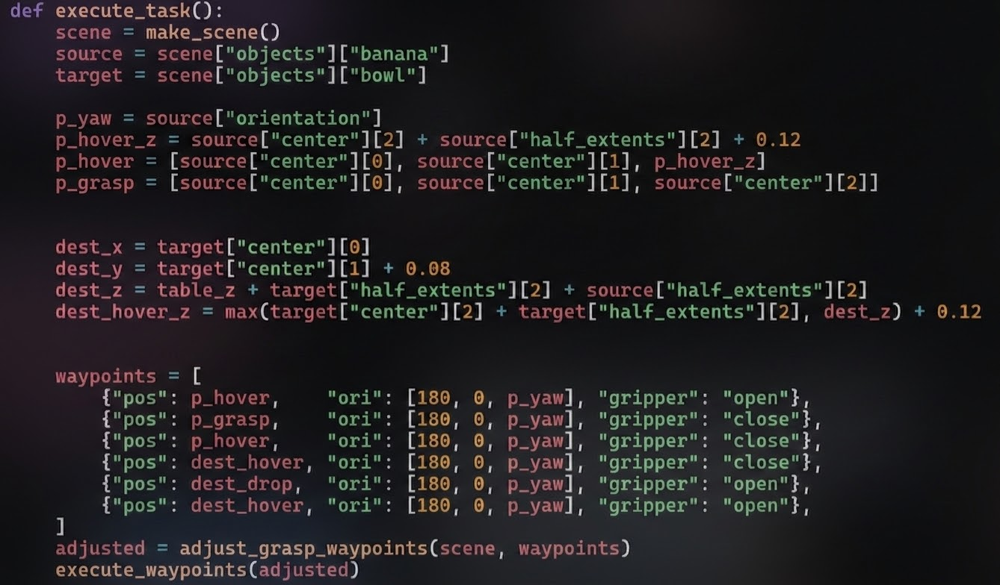 def execute_task():
    scene = make_scene()
    source = scene["objects"]["banana"]
    target = scene["objects"]["bowl"]
    p_yaw = source["orientation"]
    p_hover_z = source["center"][2] + source["half_extents"][2] + 0.12
    p_hover = [source["center"][0], source["center"][1], p_hover_z]
    p_grasp = [source["center"][0], source["center"][1], source["center"][2]]
    dest_x = target["center"][0]
    dest_y = target["center"][1] + 0.08
    dest_z = table_z + target["half_extents"][2] + source["half_extents"][2]
    dest_hover_z = max(target["center"][2] + target["half_extents"][2], dest_z) + 0.12
    waypoints = [
        {"pos": p_hover,    "ori": [180, 0, p_yaw], "gripper": "open"},
        {"pos": p_grasp,    "ori": [180, 0, p_yaw], "gripper": "close"},
        {"pos": p_hover,    "ori": [180, 0, p_yaw], "gripper": "close"},
        {"pos": dest_hover, "ori": [180, 0, p_yaw], "gripper": "close"},
        {"pos": dest_drop,  "ori": [180, 0, p_yaw], "gripper": "open"},
        {"pos": dest_hover, "ori": [180, 0, p_yaw], "gripper": "open"},
    ]
    adjusted = adjust_grasp_waypoints(scene, waypoints)
    execute_waypoints(adjusted)